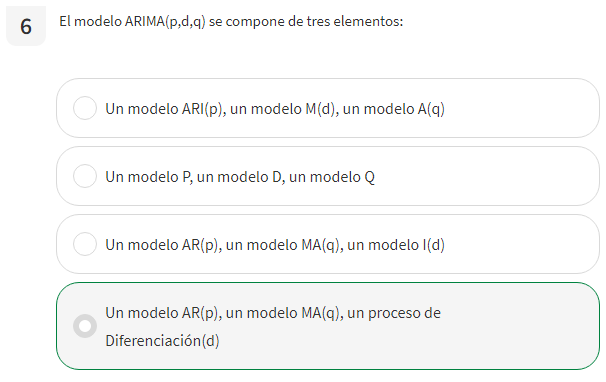 6
El modelo ARIMA(p,d,q) se compone de tres elementos:
Un modelo ARI(p), un modelo M(d), un modelo A(q)
Un modelo P, un modelo D, un modelo Q
Un modelo AR(p), un modelo MA(q), un modelo I(d)
Un modelo AR(p), un modelo MA(q), un proceso de
Diferenciación(d)